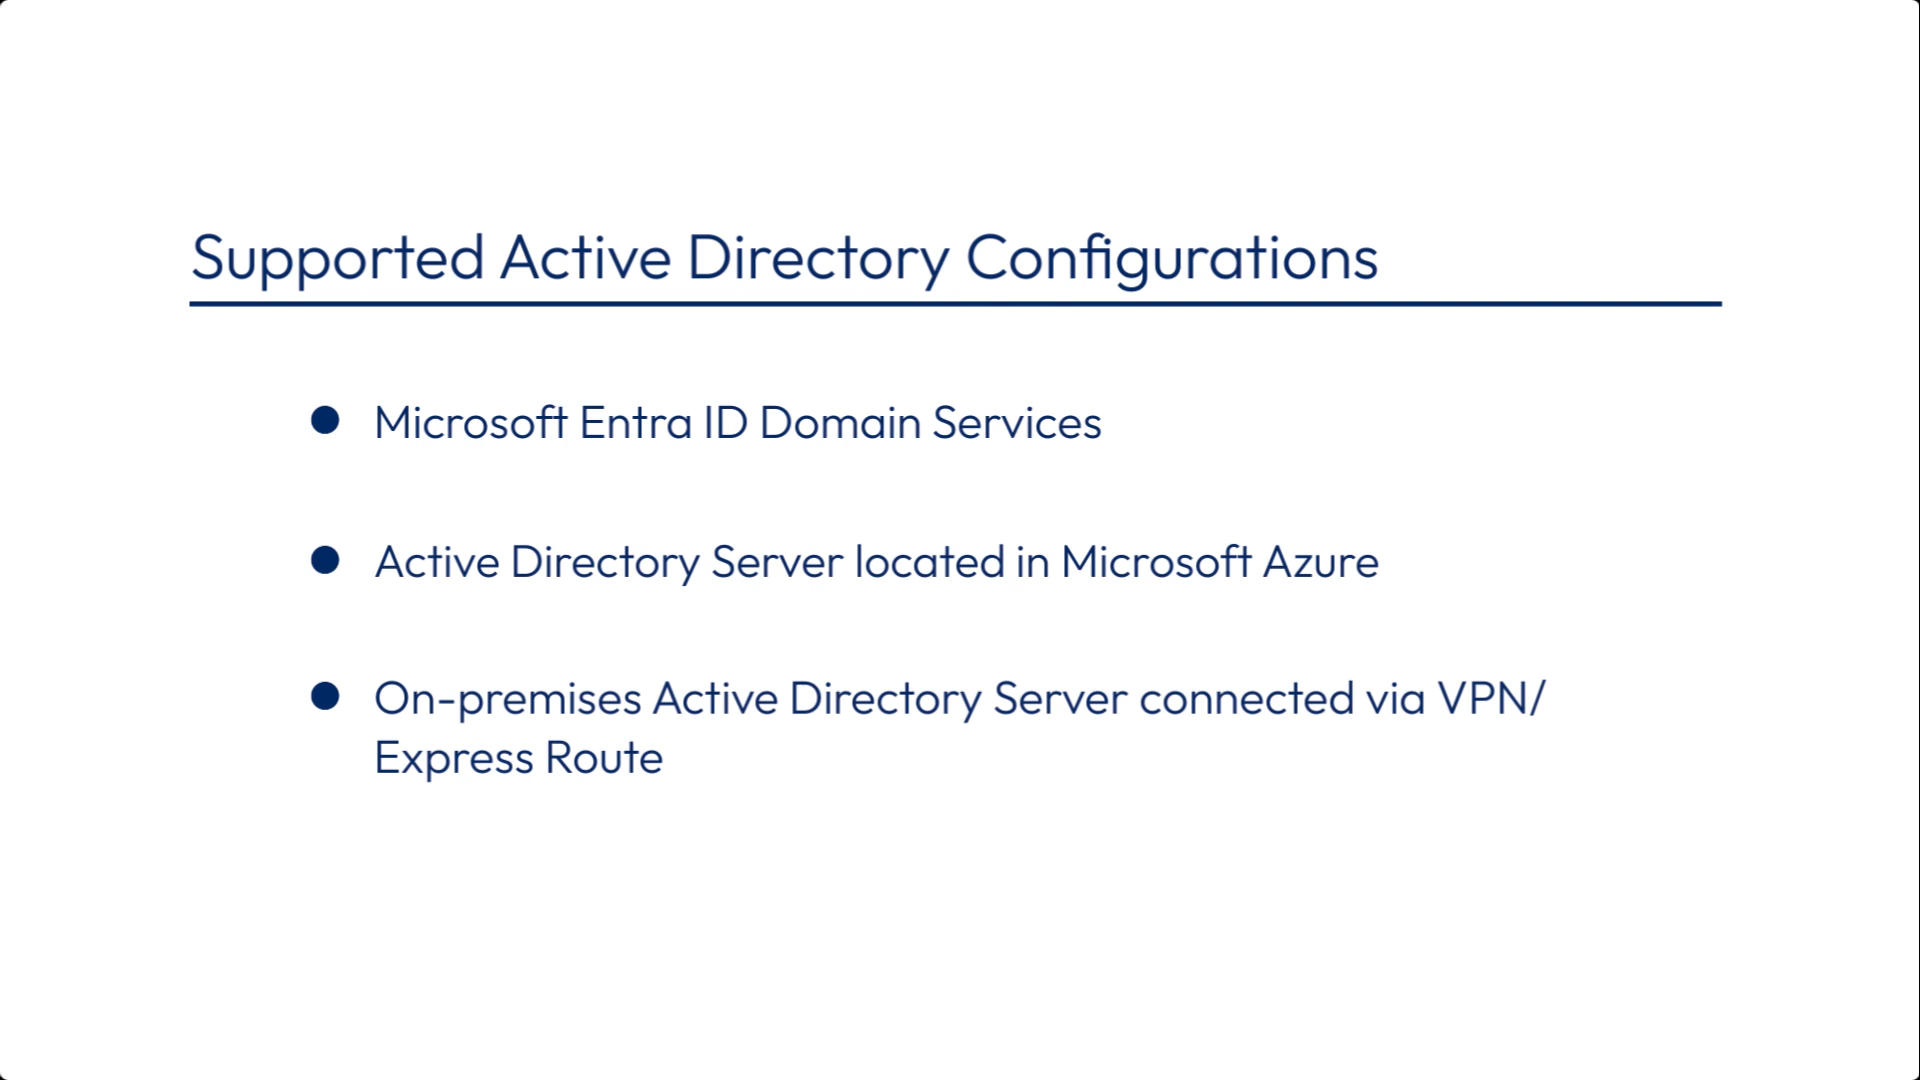 Supported Active Directory Configurations
Microsoft Entra ID Domain Services
Active Directory Server located in Microsoft Azure
On-premises Active Directory Server connected via VPN/
Express Route